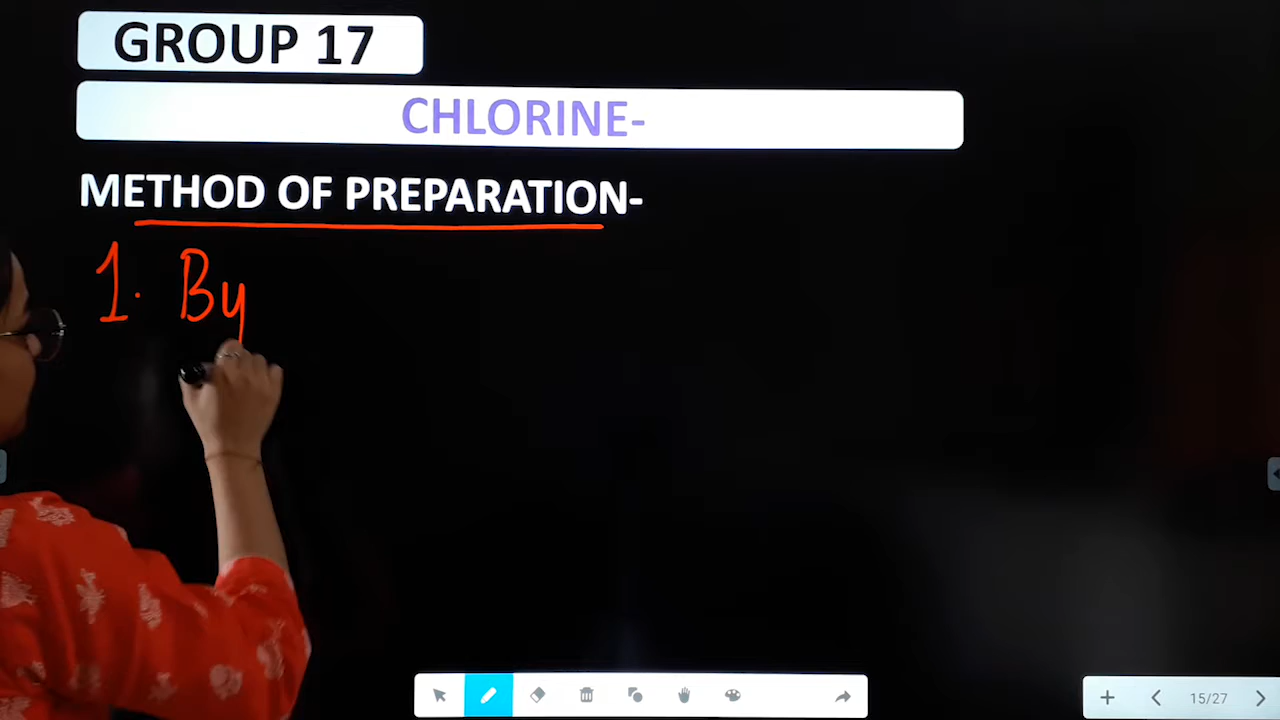 GROUP 17
CHLORINE-
METHOD OF PREPARATION-
1. By
15/27